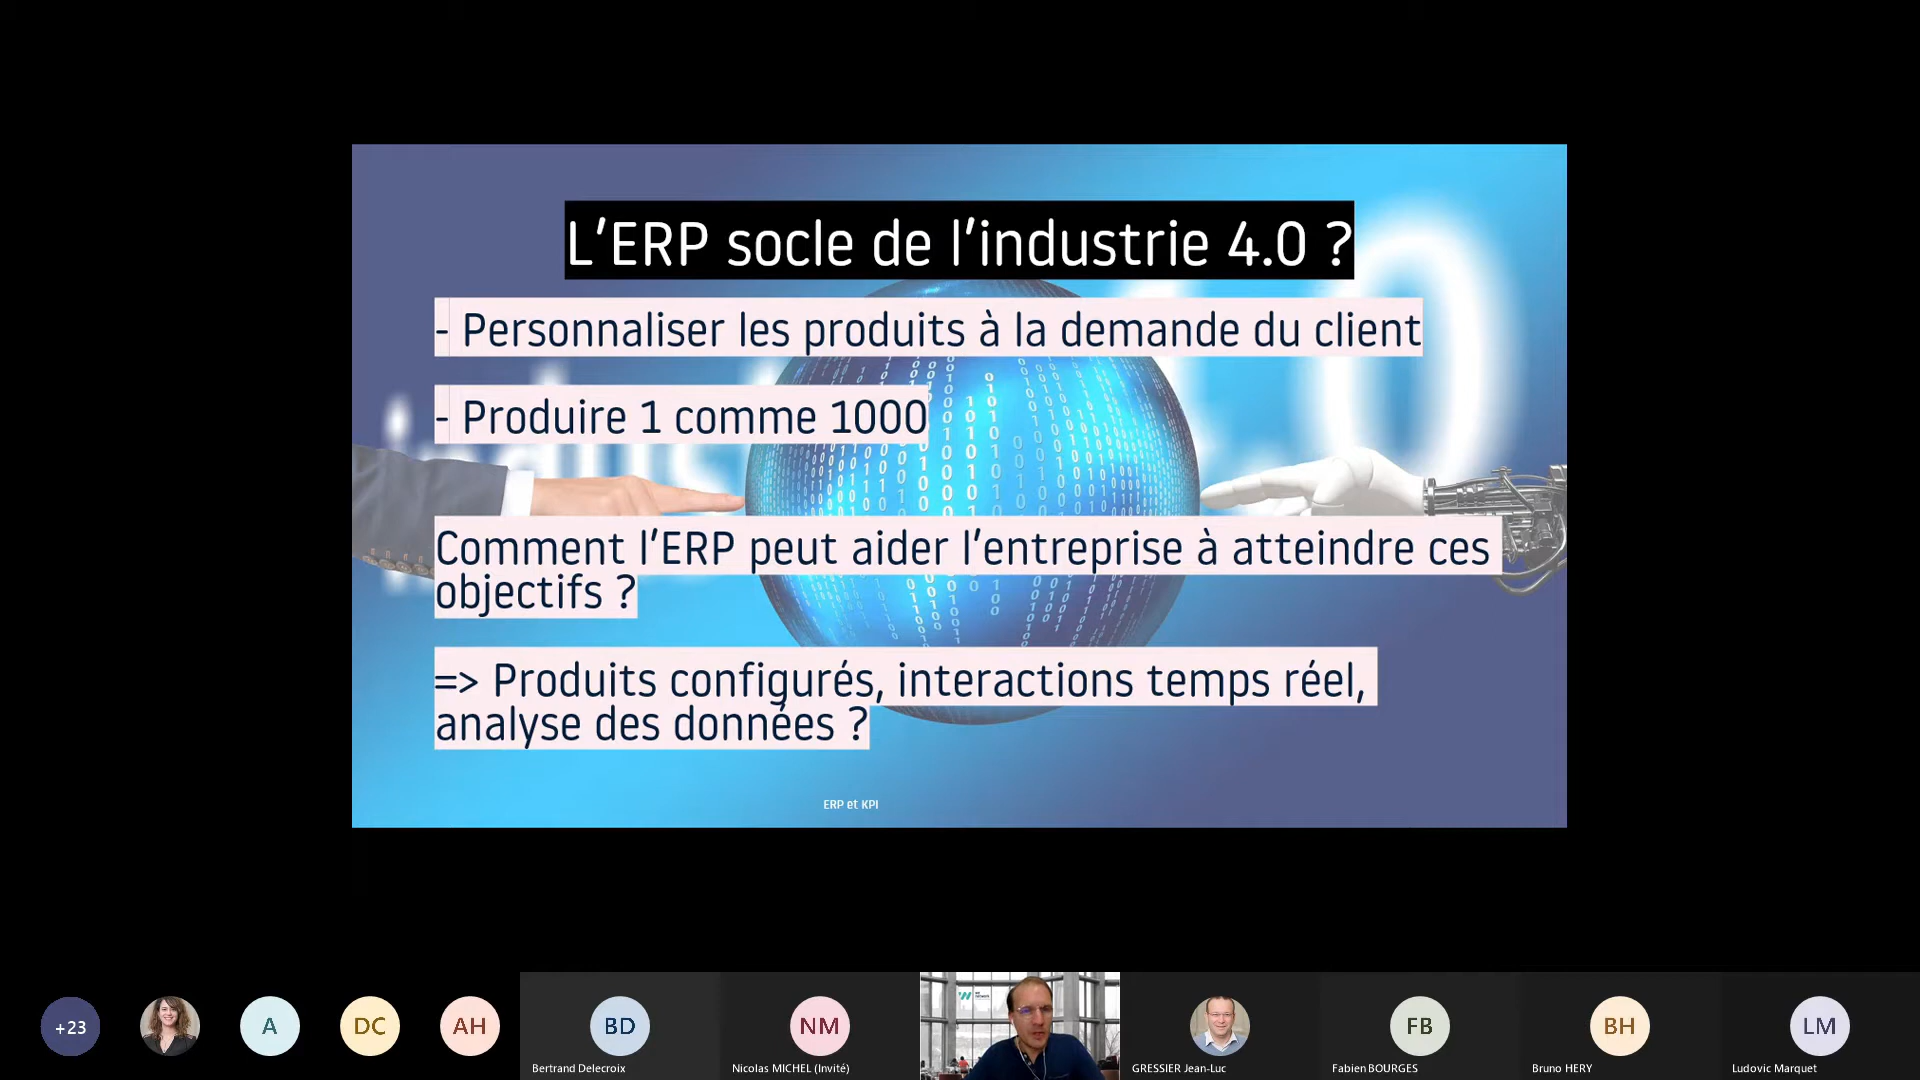 L'ERP socle de l'industrie 4.0 ?
- Personnaliser les produits à la demande du client
- Produire 1 comme 1000
Comment l'ERP peut aider l'entreprise à atteindre ces
objectifs ?
=> Produits configurés, interactions temps réel,
analyse des données ?
ERP et KPI
+23
A
DC
AH
BD
NM
FB
BH
LM
Bertrand Delecroix
Nicolas MICHEL (Invité)
GRESSIER Jean-Luc
Fabien BOURGES
Bruno HERY
Ludovic Marquet